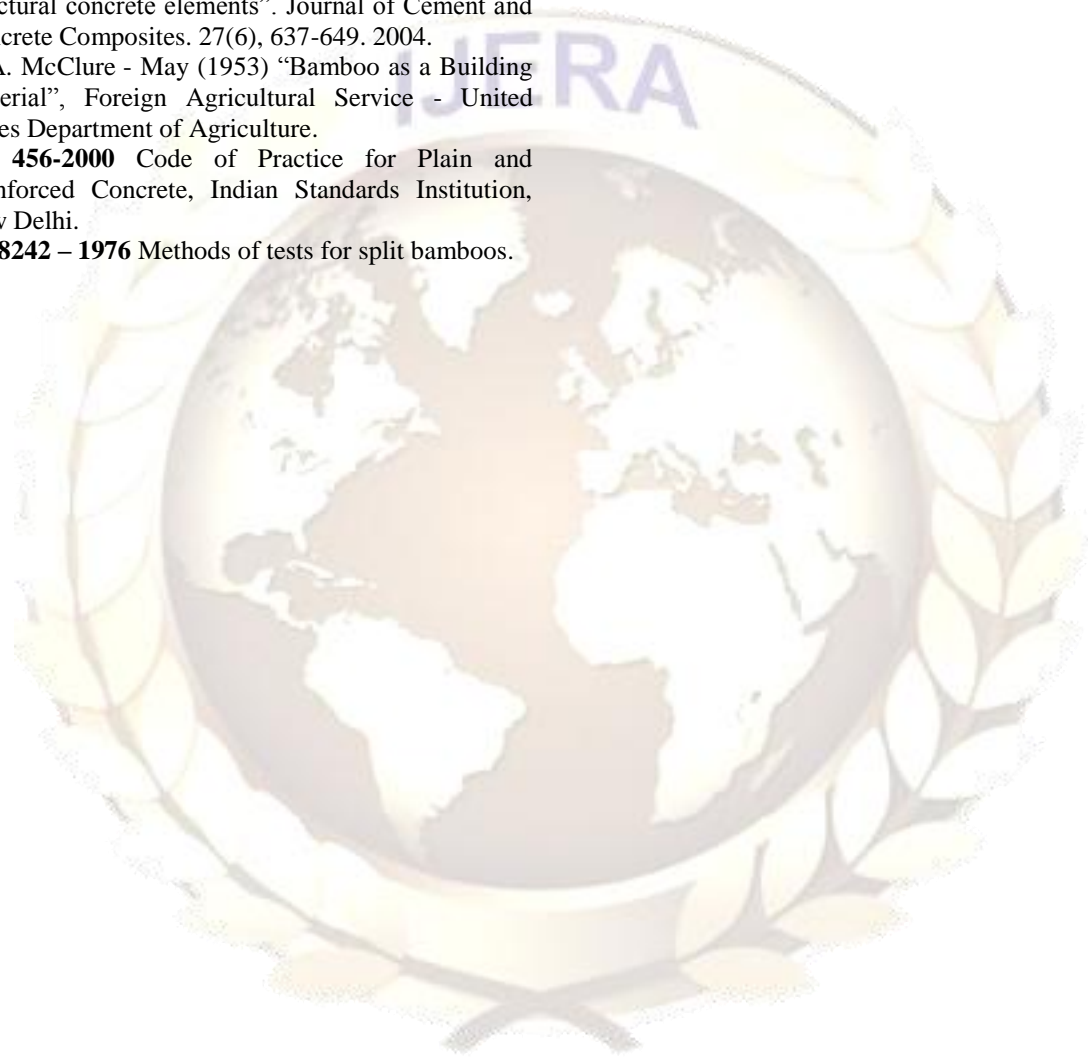 ctural concrete elements”. Journal of Cement and
crete Composites. 27(6), 637-649. 2004.
A. McClure - May (1953) “Bamboo as a Building
erial”, Foreign Agricultural Service - United
es Department of Agriculture.
456-2000 Code of Practice for Plain and
nforced Concrete, Indian Standards Institution,
v Delhi.
8242 – 1976 Methods of tests for split bamboos.
IJERA